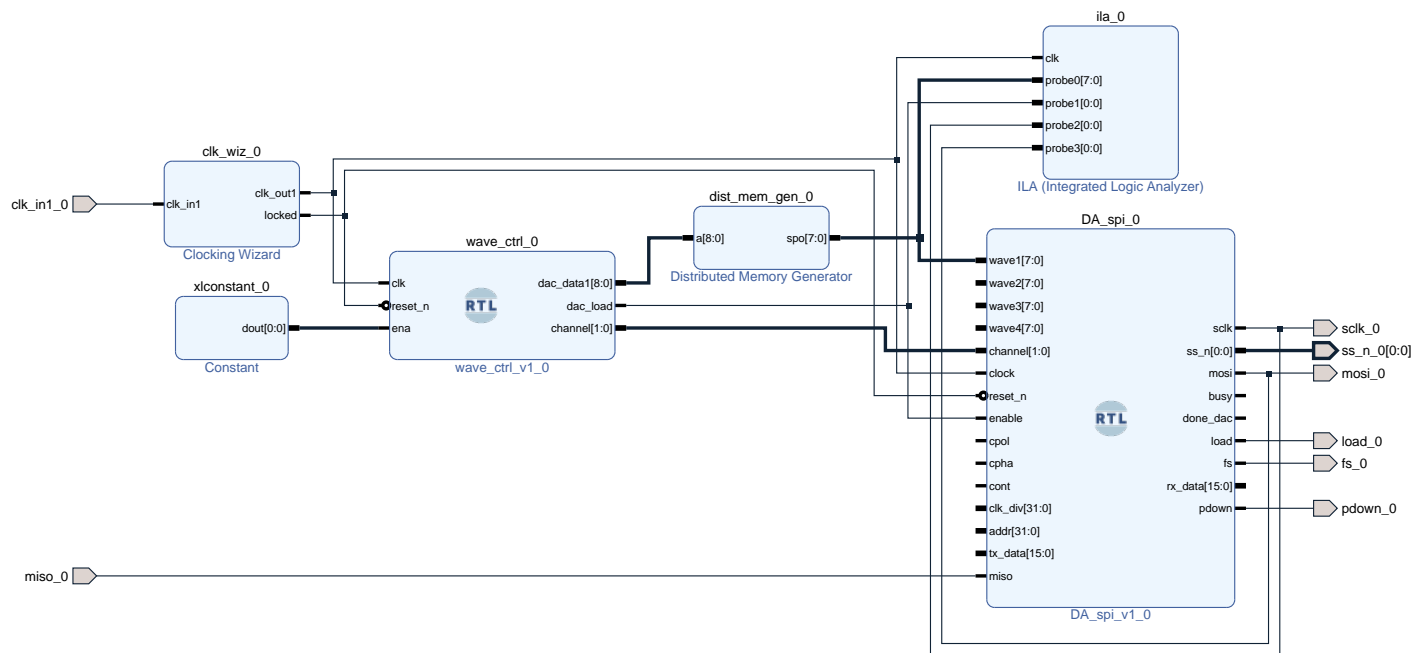 ila_0
clk
probe0[7:0]
probe1[0:0]
probe2[0:0]
probe3[0:0]
ILA (Integrated Logic Analyzer)
clk_wiz_0
clk_in1_0
clk_in1
clk_out1
locked
Clocking Wizard
dist_mem_gen_0
a[8:0]
spo[7:0]
Distributed Memory Generator
wave_ctrl_0
clk
reset_n
ena
RTL
dac_data1[8:0]
dac_load
channel[1:0]
wave_ctrl_v1_0
xlconstant_0
dout[0:0]
Constant
DA_spi_0
wave1[7:0]
wave2[7:0]
wave3[7:0]
wave4[7:0]
channel[1:0]
clock
reset_n
enable
cpol
cpha
cont
clk_div[31:0]
addr[31:0]
tx_data[15:0]
miso
RTL
sclk
ss_n[0:0]
mosi
busy
done_dac
load
fs
rx_data[15:0]
pdown
DA_spi_v1_0
sclk_0
ss_n_0[0:0]
mosi_0
load_0
fs_0
pdown_0
miso_0